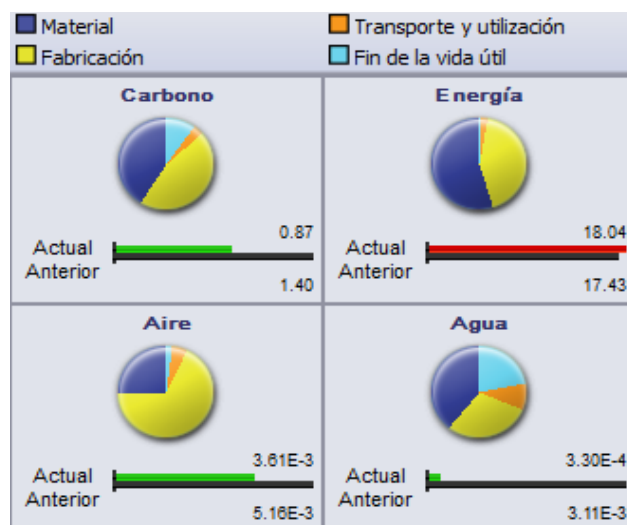 Material
Transporte y utilización
Fabricación
Fin de la vida útil
Carbono
0.87
Actual
Anterior
1.40
Energía
18.04
Actual
Anterior
17.43
Aire
3.61E-3
Actual
Anterior
5.16E-3
Agua
3.30E-4
Actual
Anterior
3.11E-3